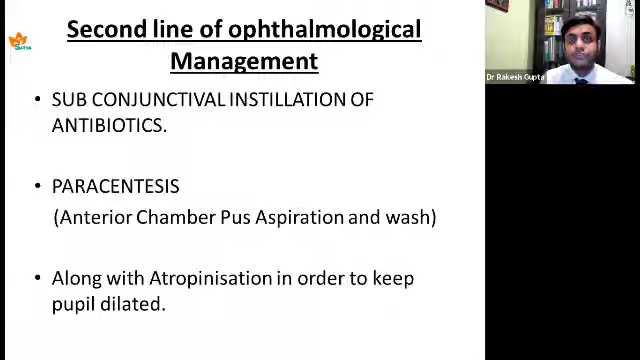 Second line of ophthalmological
Management
• SUB CONJUNCTIVAL INSTILLATION OF
ANTIBIOTICS.
• PARACENTESIS
(Anterior Chamber Pus Aspiration and wash)
• Along with Atropinisation in order to keep
pupil dilated.
Dr Rakesh Gupta